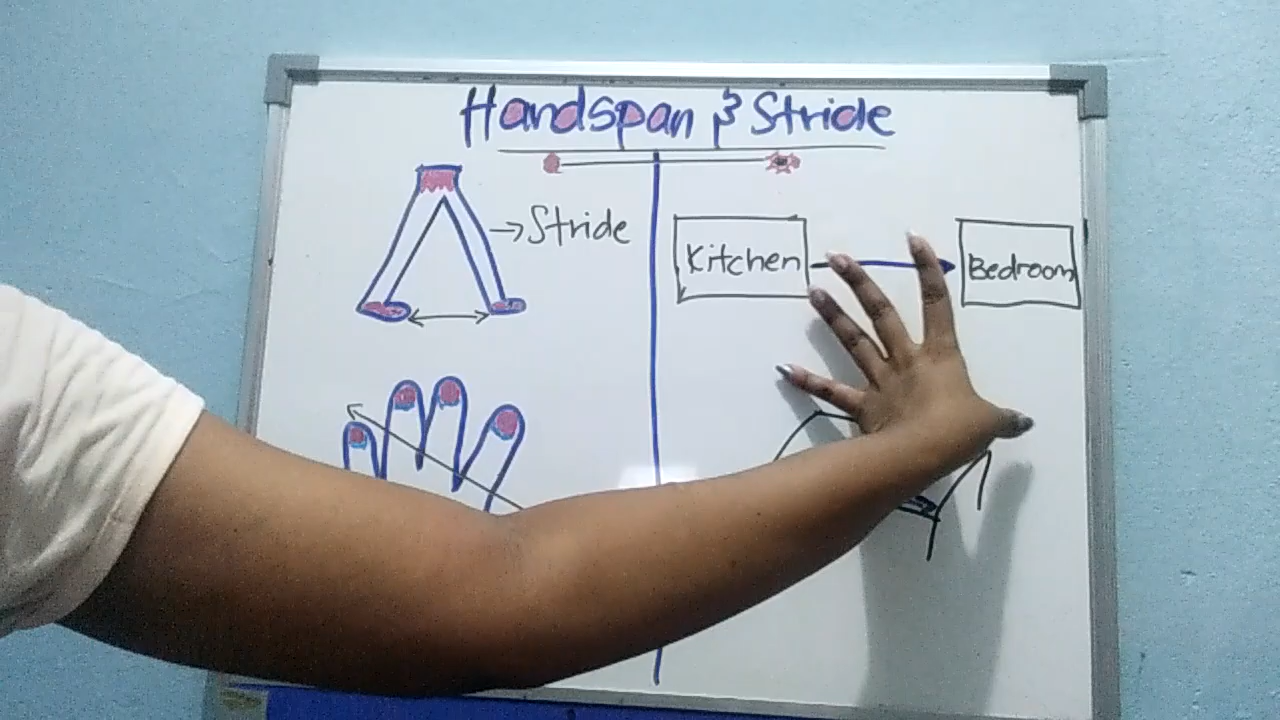 Handspan & Stride
→ Stride
Kitchen
Bedroom